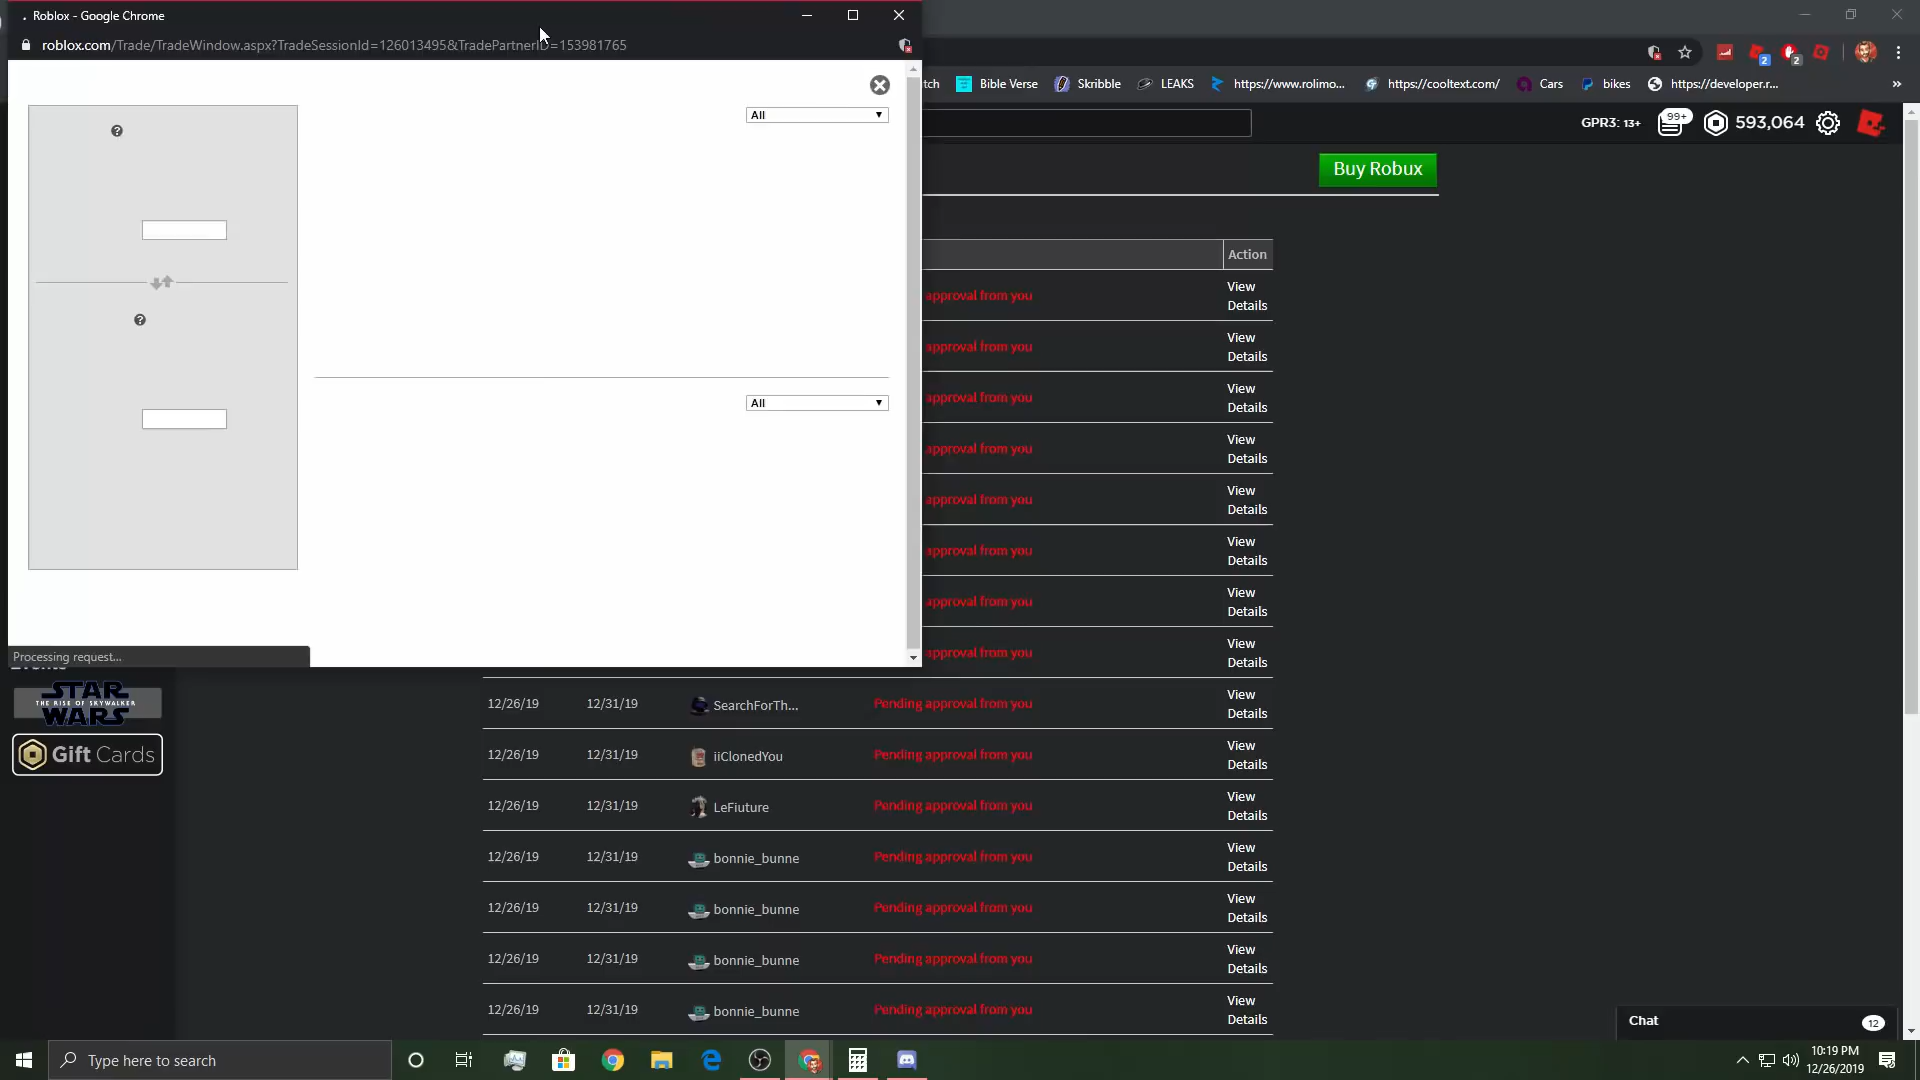 Roblox - Google Chrome
roblox.com/Trade/TradeWindow.aspx?TradeSessionId=126013495&TradePartnerID=153981765
2
2
tch
Bible Verse
Skribble
LEAKS
https://www.rolimo...
https://cooltext.com/
Cars
bikes
https://developer.r...
»
All
GPR3: 13+
99+
593,064
?
Buy Robux
Action
approval from you
View
Details
?
approval from you
View
Details
All
approval from you
View
Details
approval from you
View
Details
approval from you
View
Details
approval from you
View
Details
approval from you
View
Details
approval from you
View
Details
Processing request...
STAR
THE RISE OF SKYWALKER
WARS
Gift Cards
12/26/19 12/31/19 SearchForTh... Pending approval from you View
Details
12/26/19 12/31/19 iiClonedYou Pending approval from you View
Details
12/26/19 12/31/19 LeFiuture Pending approval from you View
Details
12/26/19 12/31/19 bonnie_bunne Pending approval from you View
Details
12/26/19 12/31/19 bonnie_bunne Pending approval from you View
Details
12/26/19 12/31/19 bonnie_bunne Pending approval from you View
Details
12/26/19 12/31/19 bonnie_bunne Pending approval from you View
Details
Chat
12
Type here to search
10:19 PM
12/26/2019